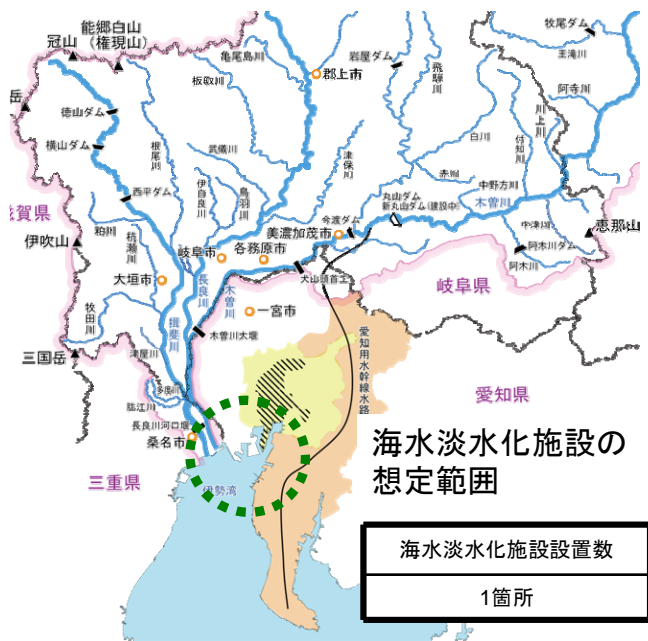 能郷白山
(権現山)
冠山
岳
亀尾島川
板取川
郡上市
岩屋ダム
飛騨川
牧尾ダム
王滝川
阿寺川
川上川
付知川
白川
徳山ダム
横山ダム
根尾川
武儀川
津保川
赤川
西平ダム
伊自良川
鳥羽川
丸山ダム
新丸山ダム(建設中)
中野方川
木曽川
今渡ダム
滋賀県
粕川
杭瀬川
伊吹山
岐阜市
各務原市
美濃加茂市
中津川
恵那山
阿木川ダム
阿木川
大垣市
長良川
木曽川
犬山頭首工
岐阜県
牧田川
揖斐川
一宮市
木曽川大堰
三国岳
津屋川
愛知用水幹線水路
多度川
肱江川
愛知県
長良川河口堰
桑名市
海水淡水化施設の
想定範囲
三重県
伊勢湾
海水淡水化施設設置数
1箇所